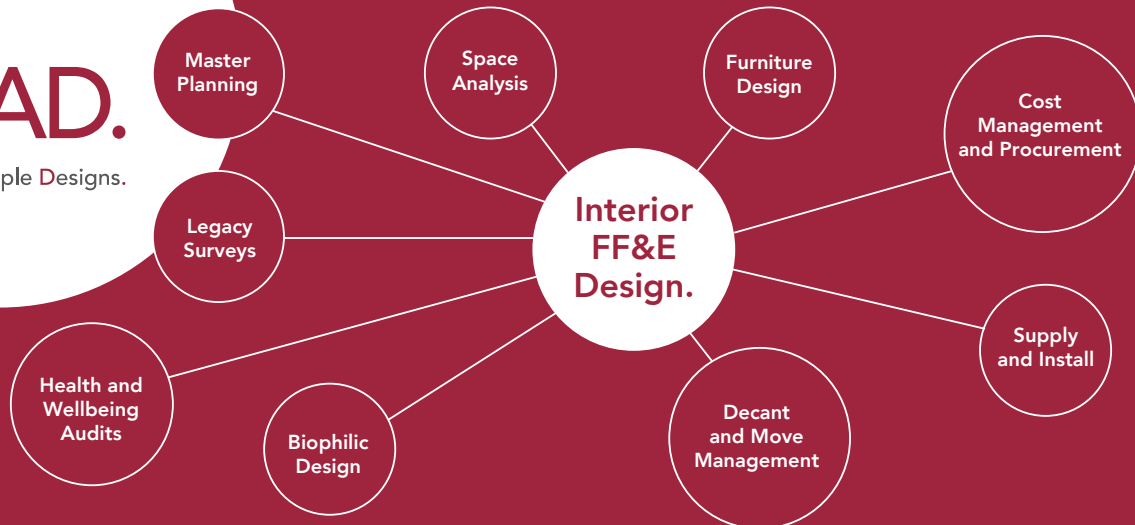 AD.
Designs.
Master
Planning
Space
Analysis
Furniture
Design
Cost
Management
and Procurement
Legacy
Surveys
Interior
FF&E
Design.
Supply
and Install
Health and
Wellbeing
Audits
Biophilic
Design
Decant
and Move
Management